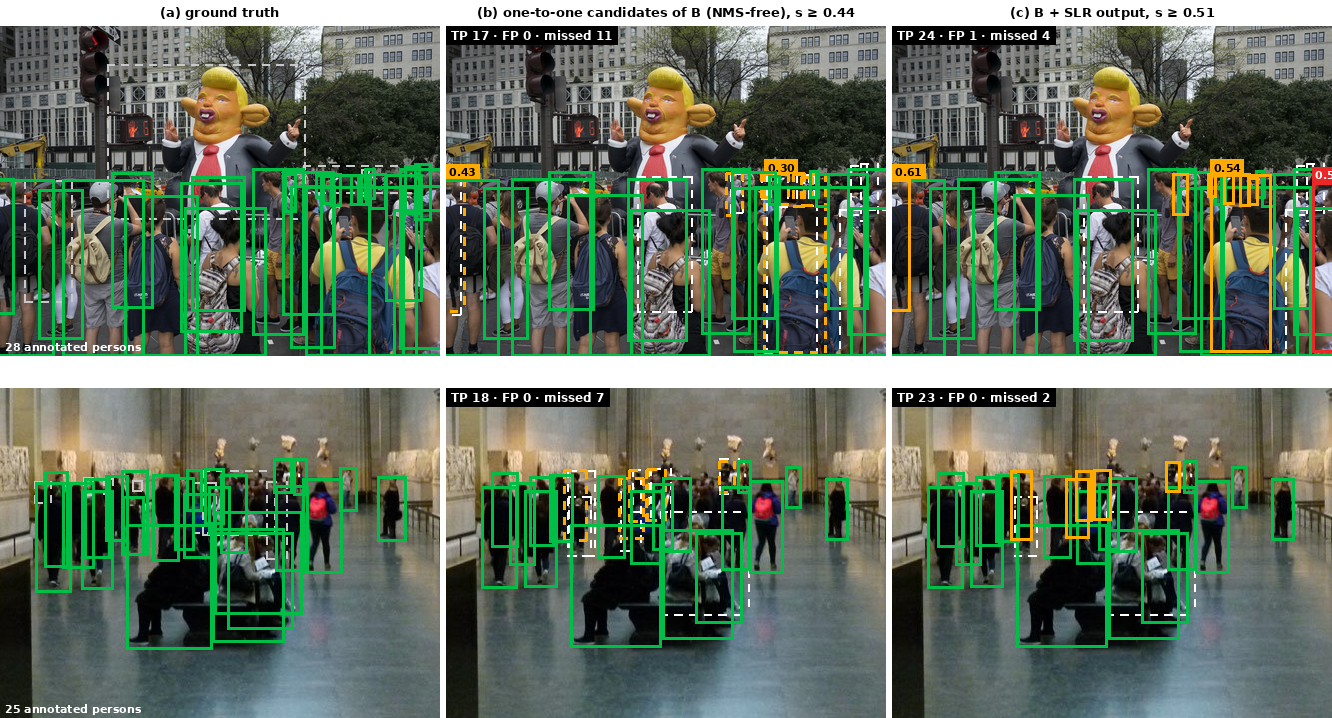 (a) ground truth
(b) one-to-one candidates of B (NMS-free), s ≥ 0.44
(c) B + SLR output, s ≥ 0.51
TP 17 · FP 0 · missed 11
TP 24 · FP 1 · missed 4
0.43
0.30
0.61
0.54
28 annotated persons
TP 18 · FP 0 · missed 7
TP 23 · FP 0 · missed 2
25 annotated persons